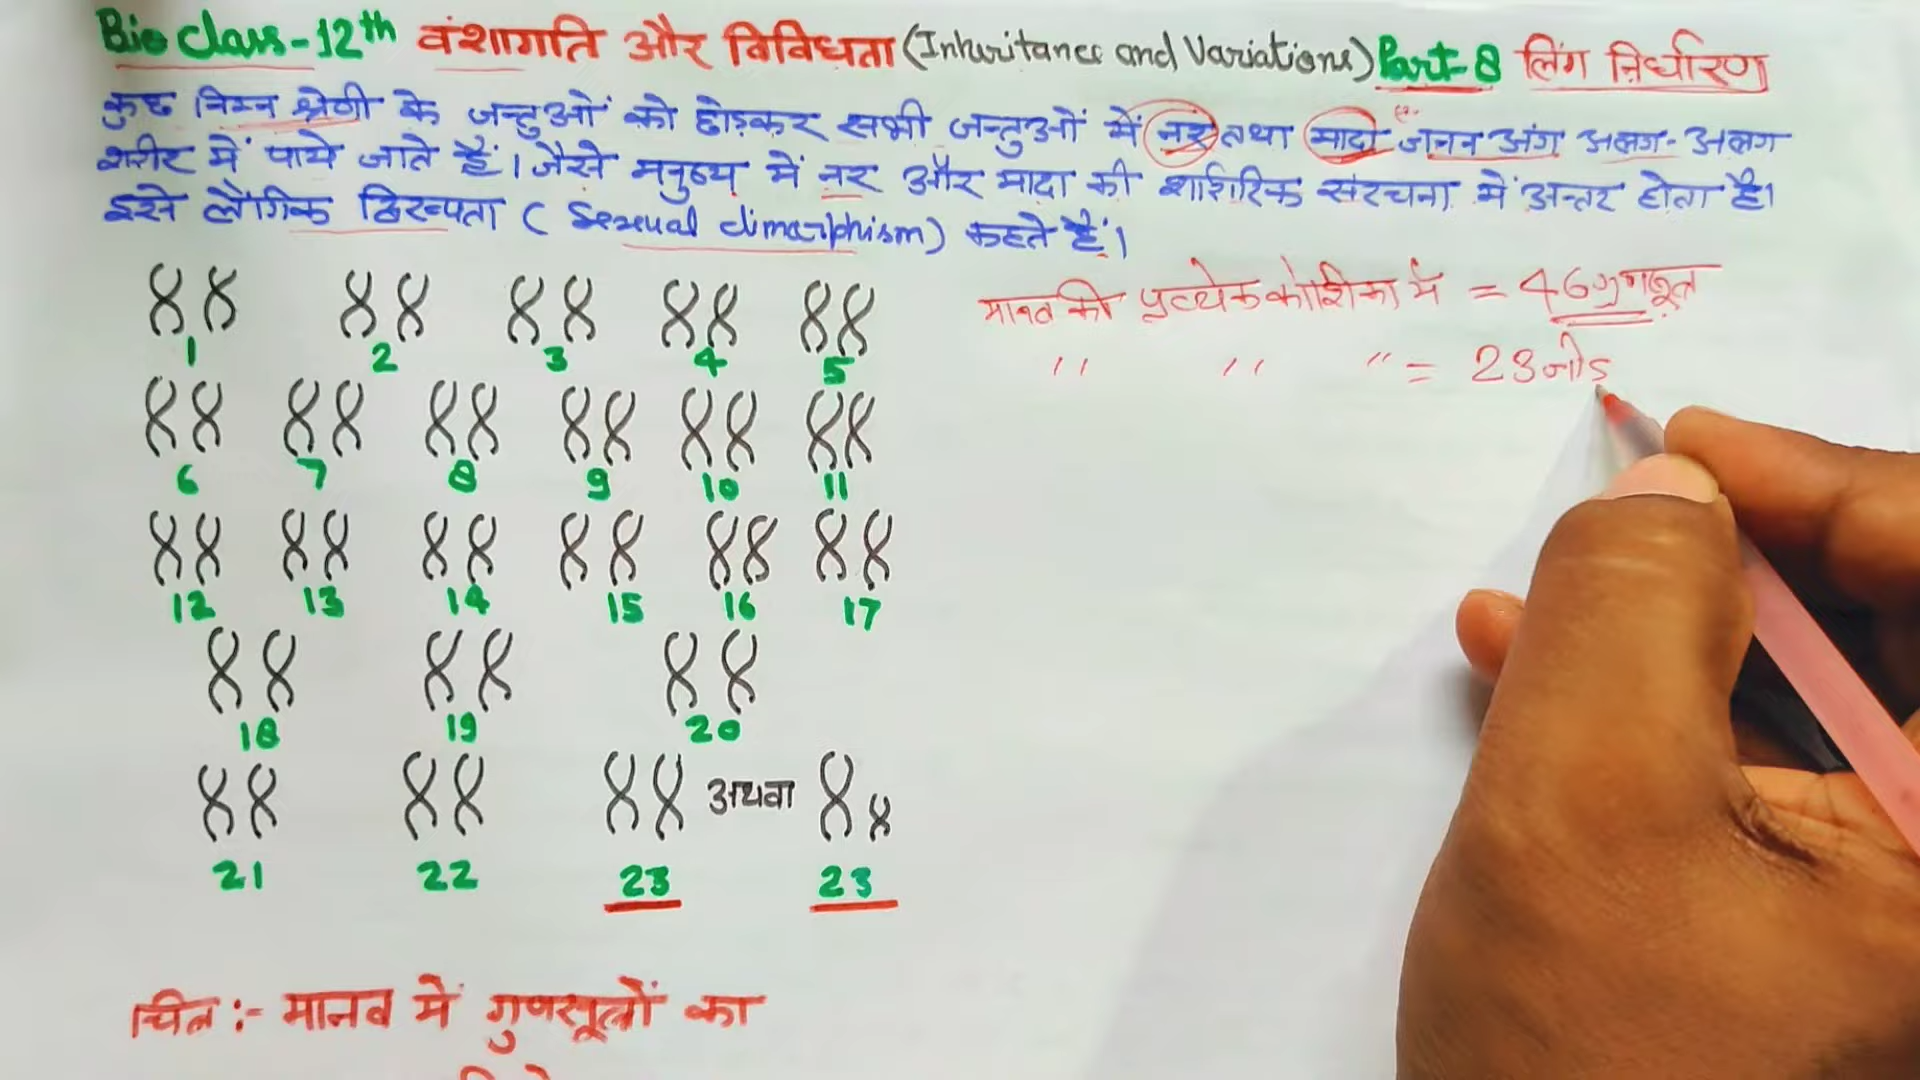 Bio Class-12th वंशागति और विविधता (Inheritance and Variations) Part-8 लिंग निर्धारण
कुछ निम्न श्रेणी के जन्तुओं को छोड़कर सभी जन्तुओं में नर तथा मादा जनन अंग अलग-अलग
शरीर में पाये जाते हैं। जैसे मनुष्य में नर और मादा की शारिरिक संरचना में अन्तर होता है।
इसे लैंगिक द्विरूपता (Sexual dimorphism) कहते हैं।
मानव की प्रत्येक कोशिका में = 46 गुणसूत्र
" " " = 23 जोड़
1 2 3 4 5
6 7 8 9 10 11
12 13 14 15 16 17
18 19 20
अथवा
21 22 23 23
चित्र :- मानव में गुणसूत्रों का